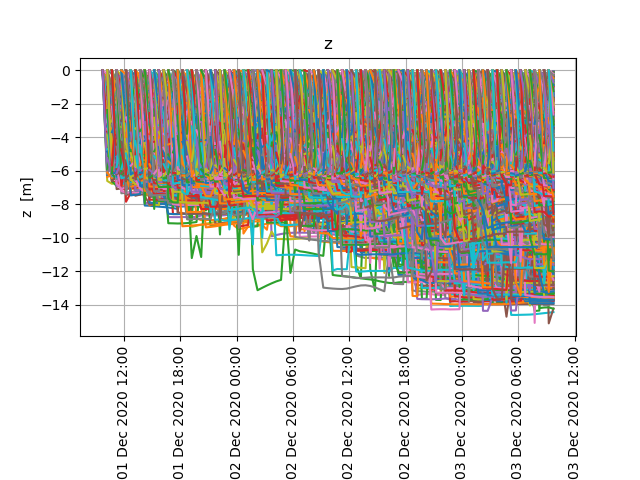 z
0
−2
−4
−6
−8
−10
−12
−14
z [m]
01 Dec 2020 12:00
01 Dec 2020 18:00
02 Dec 2020 00:00
02 Dec 2020 06:00
02 Dec 2020 12:00
02 Dec 2020 18:00
03 Dec 2020 00:00
03 Dec 2020 06:00
03 Dec 2020 12:00